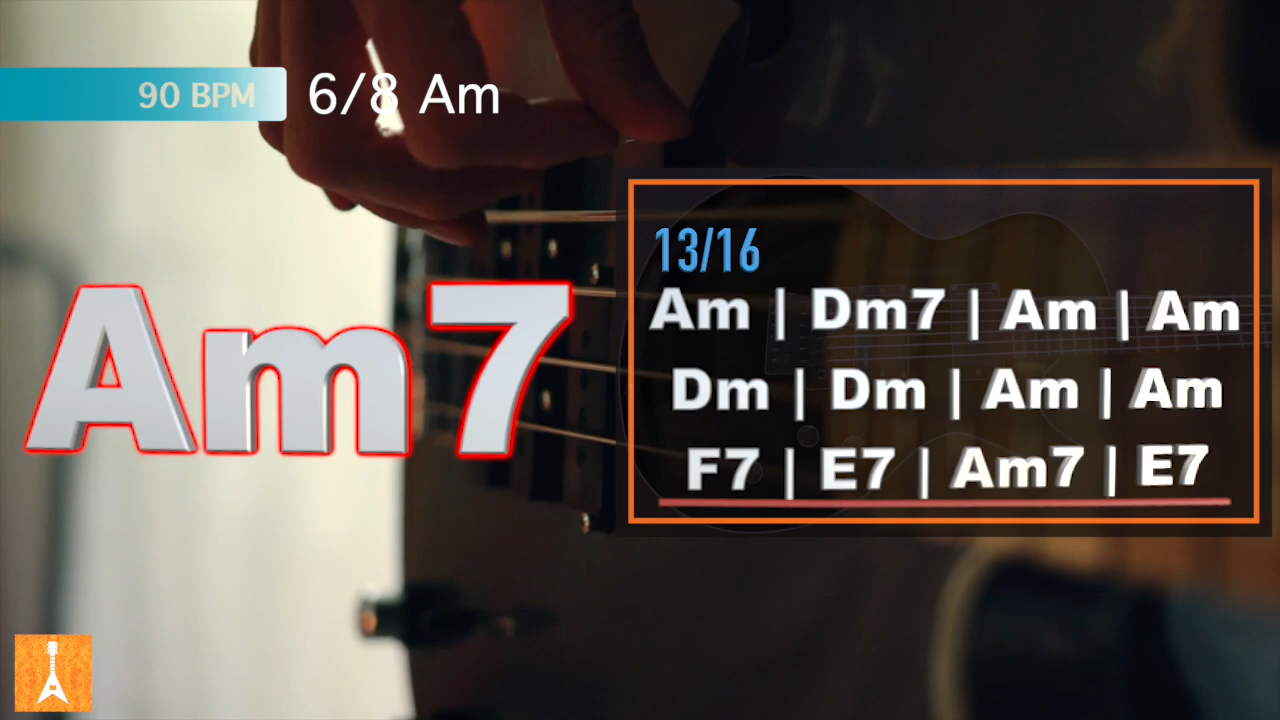 90 BPM 6/8 Am
Am7
13/16
Am | Dm7 | Am | Am
Dm | Dm | Am | Am
F7 | E7 | Am7 | E7